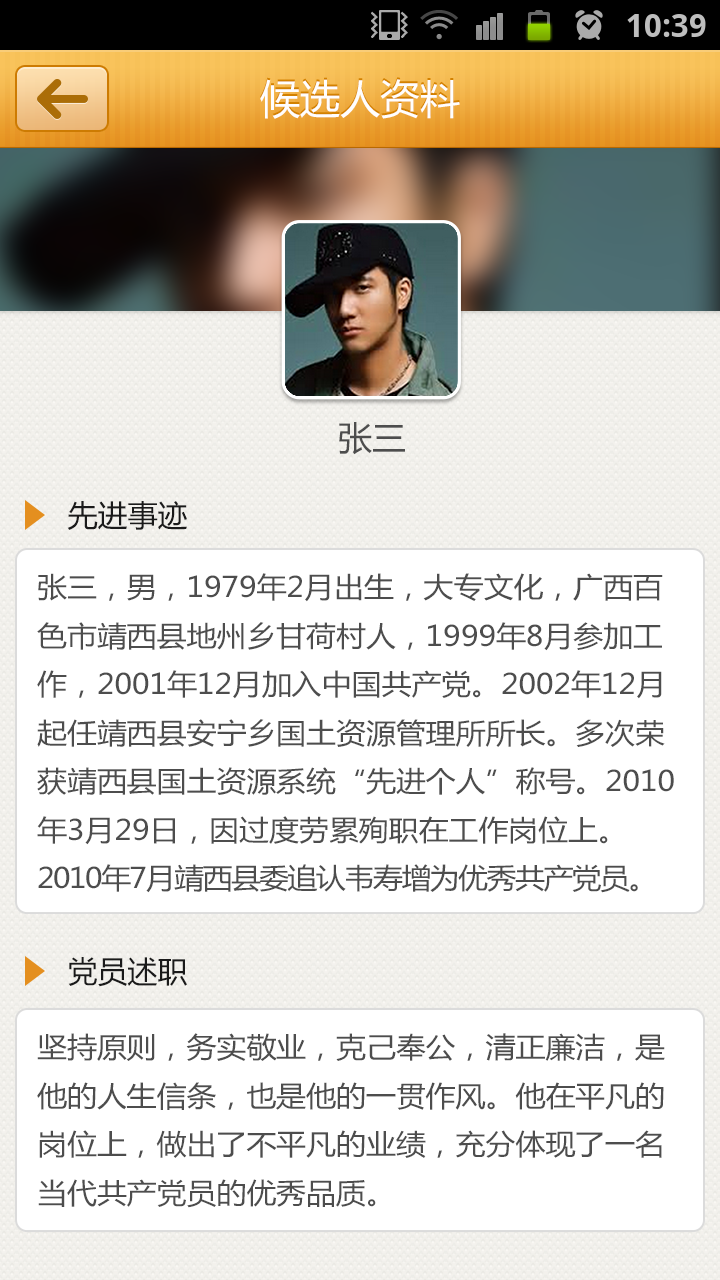 10:39
候选人资料
张三
先进事迹
张三，男，1979年2月出生，大专文化，广西百
色市靖西县地州乡甘荷村人，1999年8月参加工
作，2001年12月加入中国共产党。2002年12月
起任靖西县安宁乡国土资源管理所所长。多次荣
获靖西县国土资源系统“先进个人”称号。2010
年3月29日，因过度劳累殉职在工作岗位上。
2010年7月靖西县委追认韦寿增为优秀共产党员。
党员述职
坚持原则，务实敬业，克己奉公，清正廉洁，是
他的人生信条，也是他的一贯作风。他在平凡的
岗位上，做出了不平凡的业绩，充分体现了一名
当代共产党员的优秀品质。